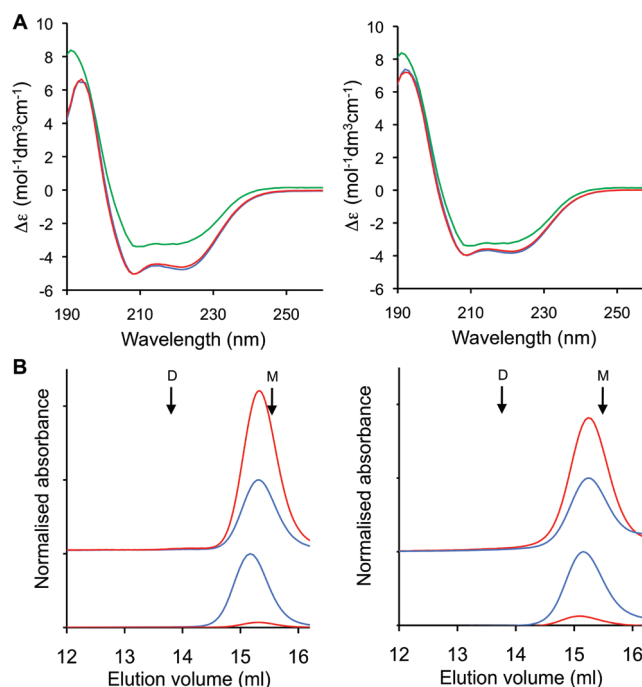 A
10
8
6
4
2
0
-2
-4
-6
Δε (mol-1dm3cm-1)
190 210 230 250
Wavelength (nm)
10
8
6
4
2
0
-2
-4
-6
Δε (mol-1dm3cm-1)
190 210 230 250
Wavelength (nm)
B
D M
Normalised absorbance
12 13 14 15 16
Elution volume (ml)
D M
Normalised absorbance
12 13 14 15 16
Elution volume (ml)